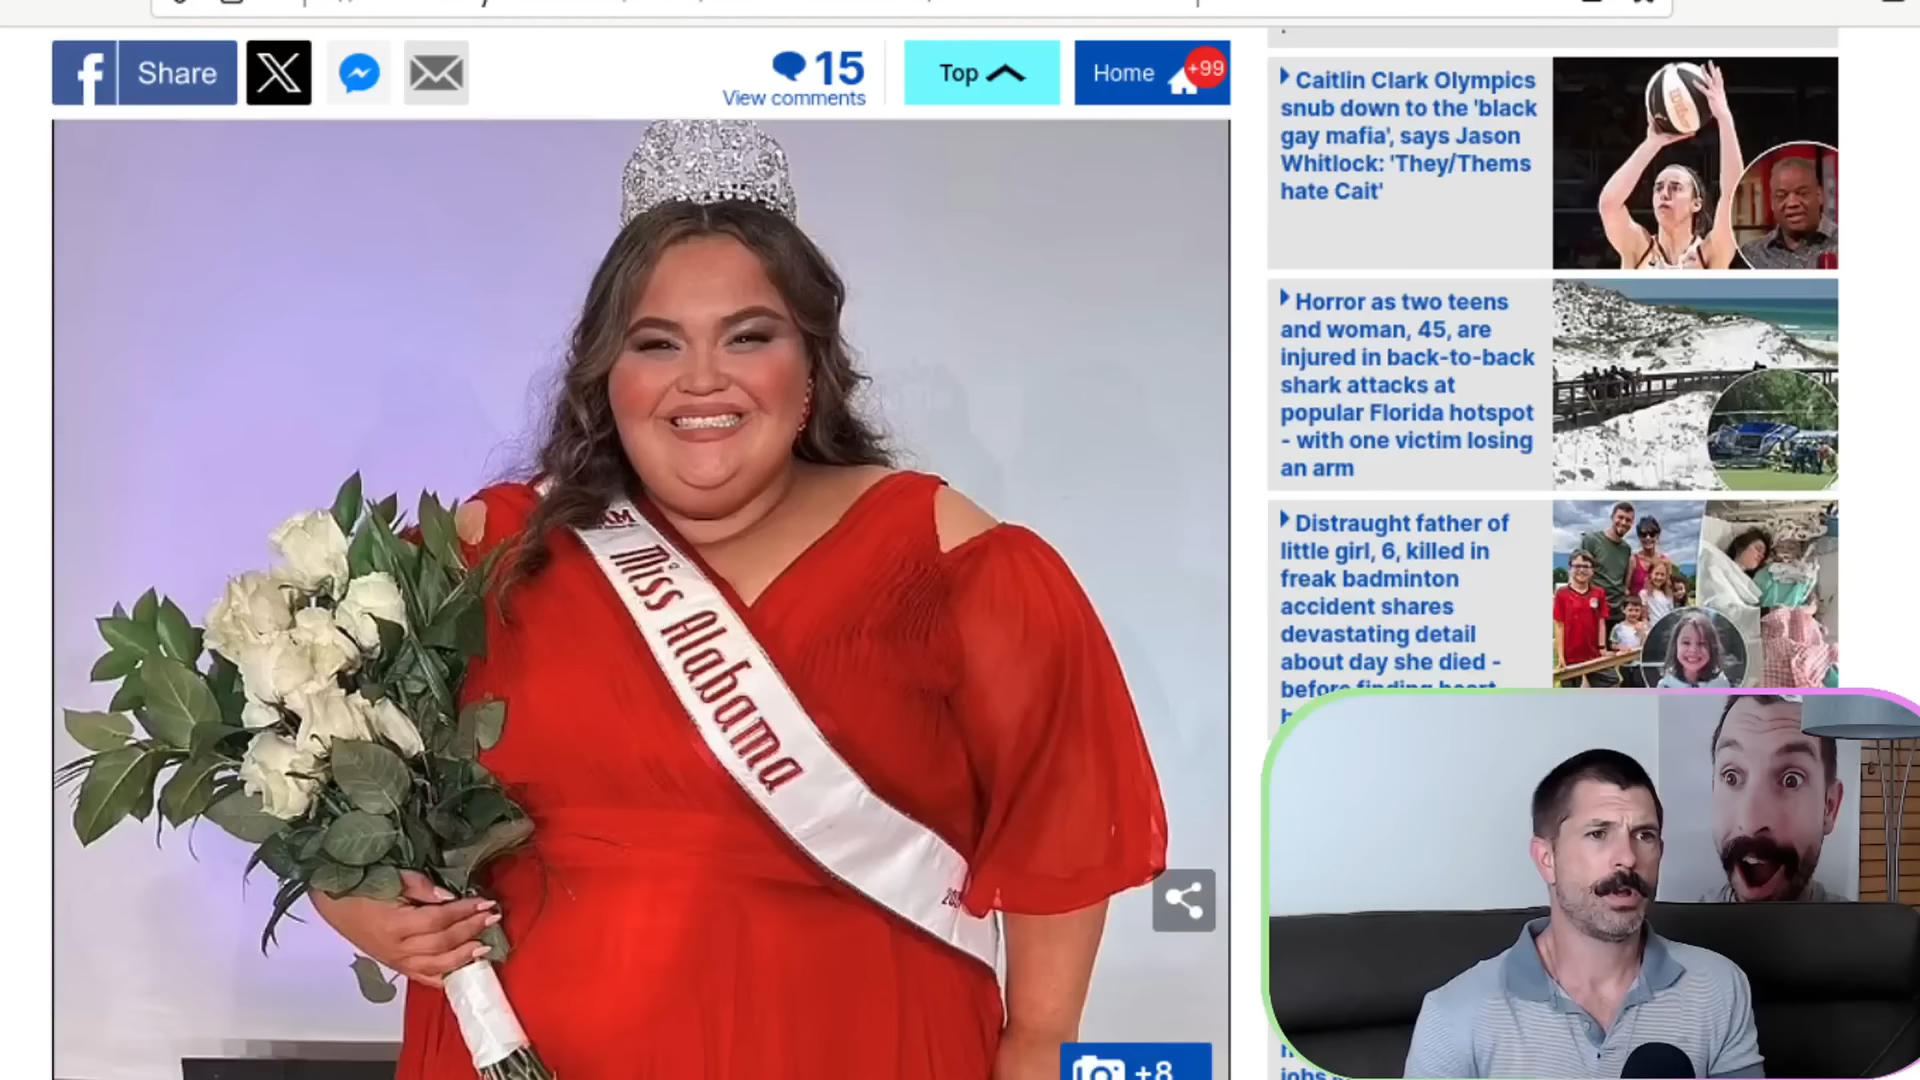 Share
15
View comments
Top
Home
+99
Miss Alabama
+8
Caitlin Clark Olympics
snub down to the 'black
gay mafia', says Jason
Whitlock: 'They/Thems
hate Cait'
Horror as two teens
and woman, 45, are
injured in back-to-back
shark attacks at
popular Florida hotspot
- with one victim losing
an arm
Distraught father of
little girl, 6, killed in
freak badminton
accident shares
devastating detail
about day she died -
before finding heart